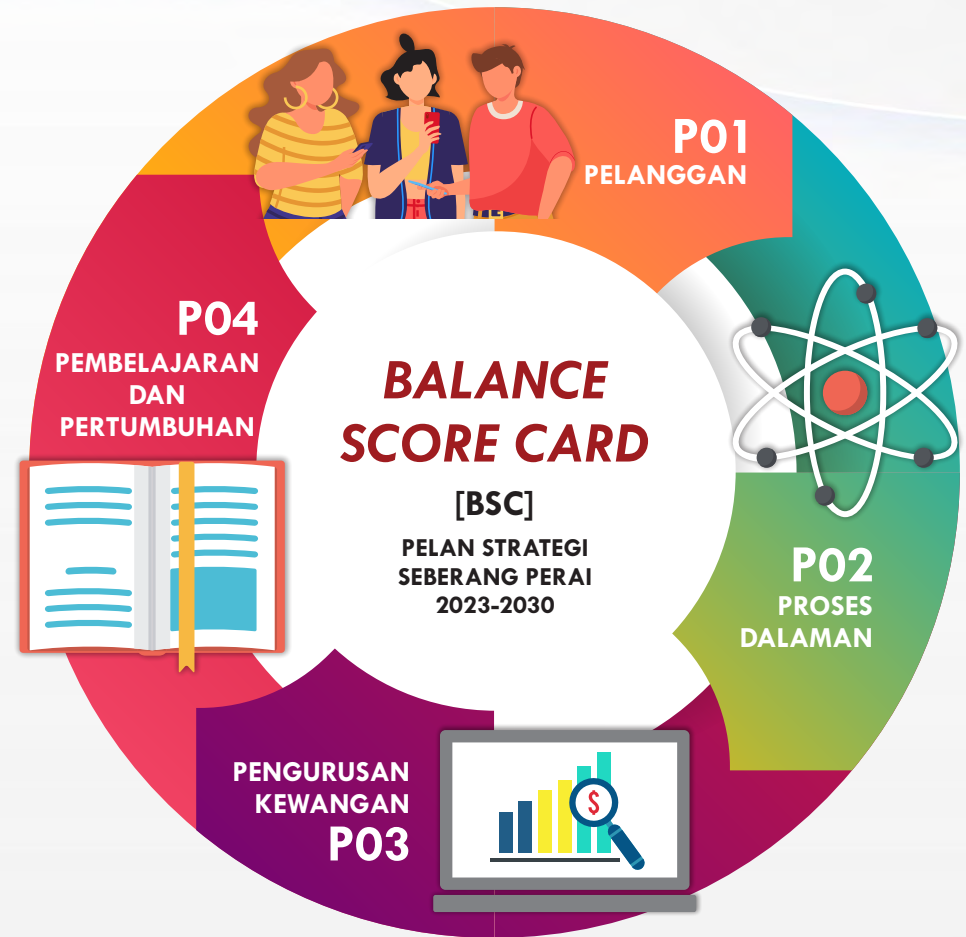 P01
PELANGGAN
P04
PEMBELAJARAN
DAN
PERTUMBUHAN
BALANCE
SCORE CARD
[BSC]
PELAN STRATEGI
SEBERANG PERAI
2023-2030
P02
PROSES
DALAMAN
PENGURUSAN
KEWANGAN
P03
$